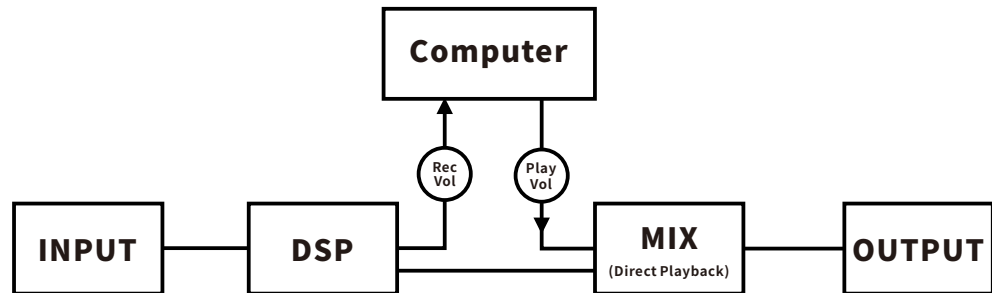 Computer
Rec
Vol
Play
Vol
INPUT
DSP
MIX
(Direct Playback)
OUTPUT